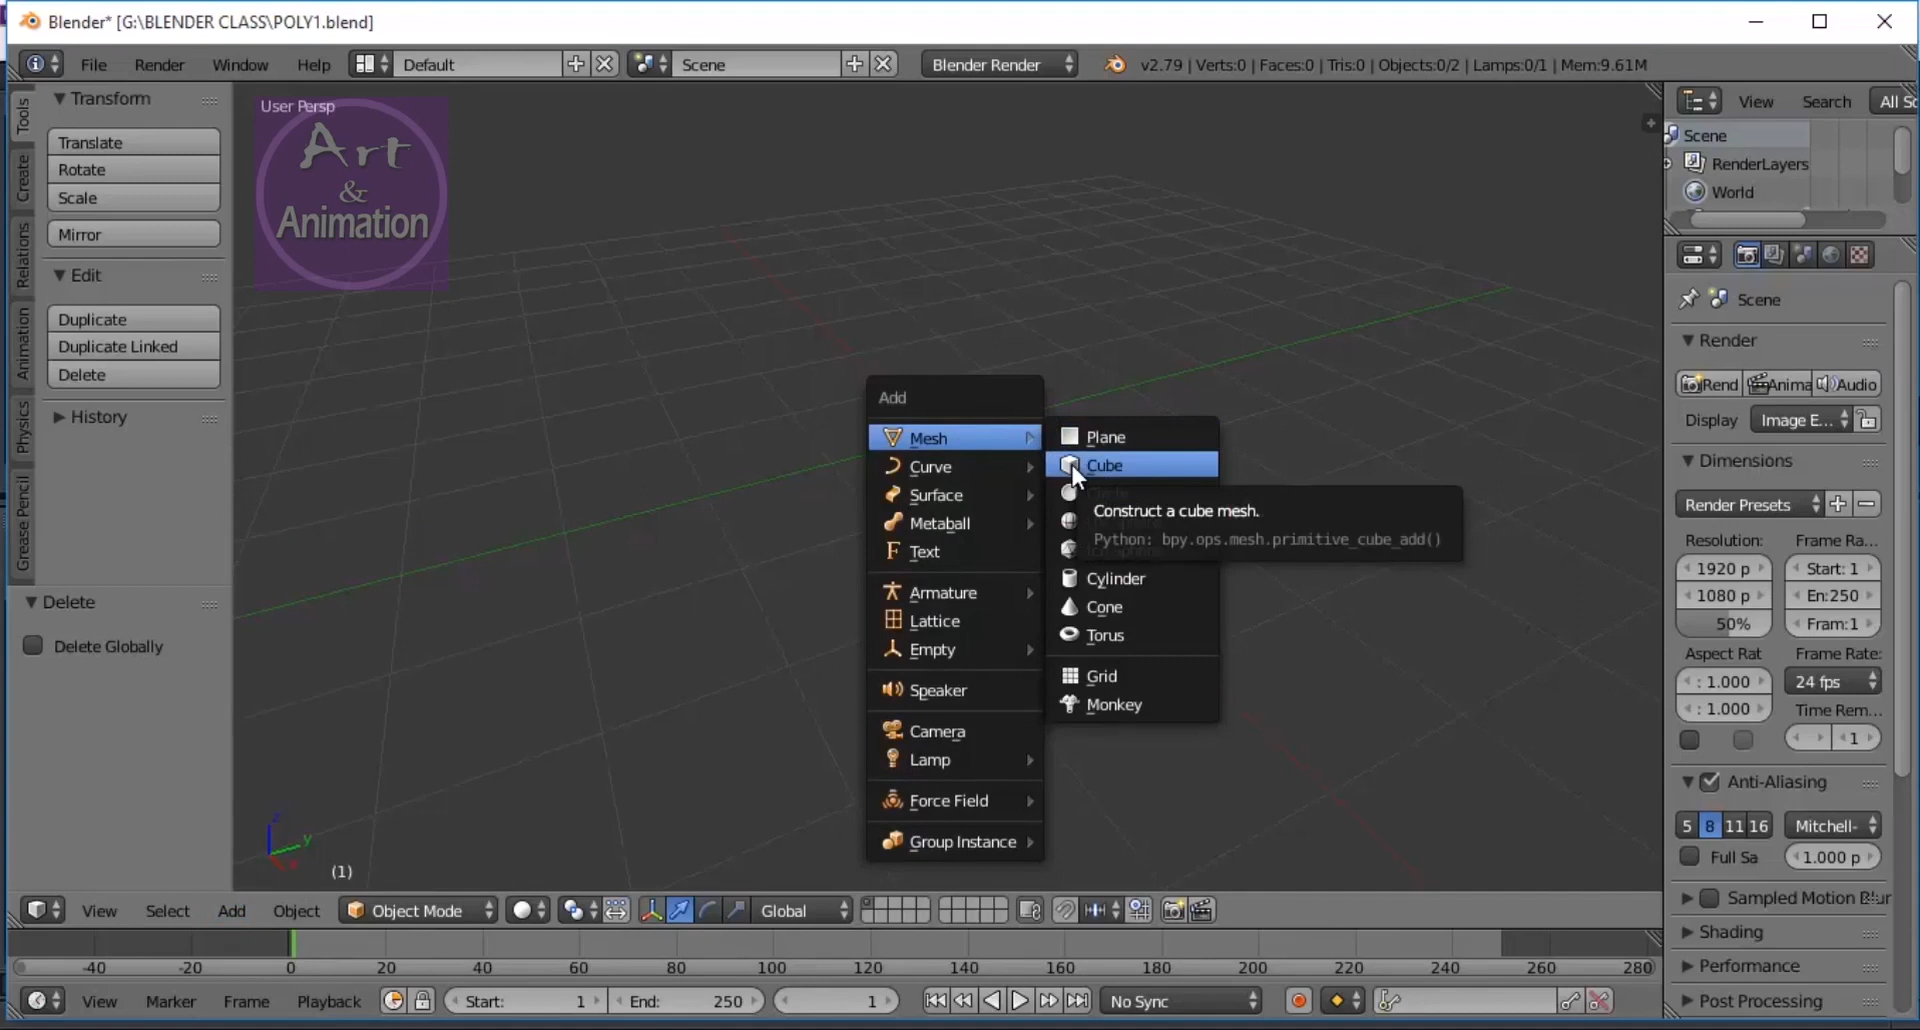 Blender* [G:\BLENDER CLASS\POLY1.blend]
File Render Window Help Default Scene Blender Render v2.79 | Verts:0 | Faces:0 | Tris:0 | Objects:0/2 | Lamps:0/1 | Mem:9.61M
Tools
Create
Relations
Animation
Physics
Grease Pencil
Transform
Translate
Rotate
Scale
Mirror
Edit
Duplicate
Duplicate Linked
Delete
History
Delete
Delete Globally
User Persp
Art
&
Animation
Add
Mesh
Curve
Surface
Metaball
Text
Armature
Lattice
Empty
Speaker
Camera
Lamp
Force Field
Group Instance
Plane
Cube
Construct a cube mesh.
Python: bpy.ops.mesh.primitive_cube_add()
Cylinder
Cone
Torus
Grid
Monkey
z
y
(1)
View Search All Sc
Scene
RenderLayers
World
Scene
Render
Rend Anima Audio
Display Image E...
Dimensions
Render Presets
Resolution: Frame Ra...
1920 p Start: 1
1080 p En:250
50% Fram:1
Aspect Rat Frame Rate:
: 1.000 24 fps
: 1.000 Time Rem...
1
Anti-Aliasing
5 8 11 16 Mitchell-
Full Sa 1.000 p
Sampled Motion Blur
Shading
Performance
Post Processing
View Select Add Object Object Mode Global
-40 -20 0 20 40 60 80 100 120 140 160 180 200 220 240 260 280
View Marker Frame Playback Start: 1 End: 250 1 No Sync